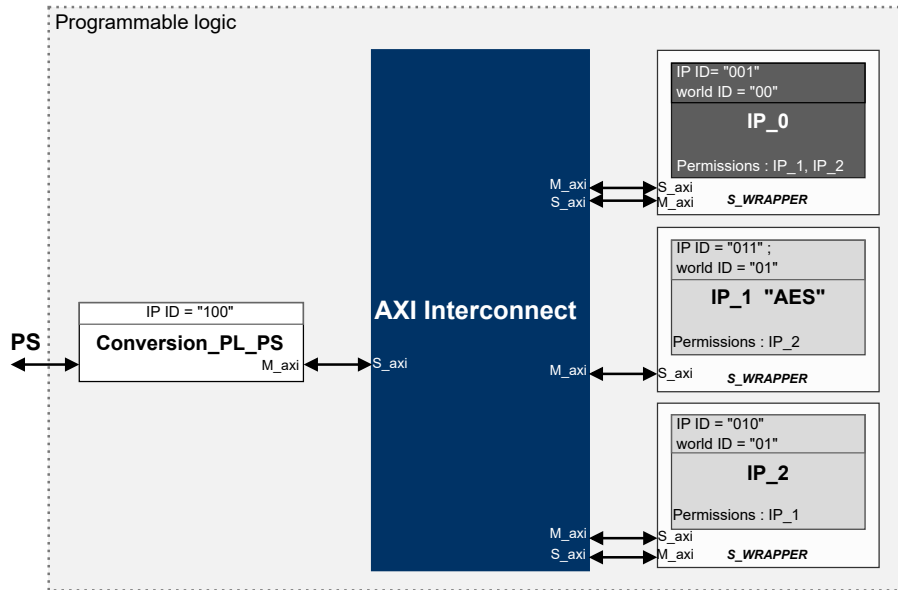 Programmable logic
IP ID= "001"
world ID = "00"
IP_0
Permissions : IP_1, IP_2
M_axi
S_axi
S_axi
M_axi
S_WRAPPER
IP ID = "011" ;
world ID = "01"
IP_1 "AES"
Permissions : IP_2
M_axi
S_axi
S_WRAPPER
AXI Interconnect
IP ID = "100"
PS
Conversion_PL_PS
M_axi
S_axi
IP ID = "010"
world ID = "01"
IP_2
Permissions : IP_1
M_axi
S_axi
S_axi
M_axi
S_WRAPPER